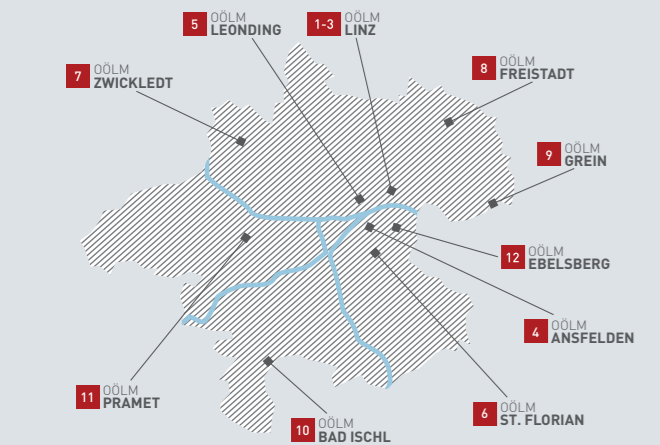 5 OÖLM
LEONDING
1-3 OÖLM
LINZ
7 OÖLM
ZWICKLEDT
8 OÖLM
FREISTADT
9 OÖLM
GREIN
12 OÖLM
EBELSBERG
4 OÖLM
ANSFELDEN
11 OÖLM
PRAMET
6 OÖLM
ST. FLORIAN
10 OÖLM
BAD ISCHL